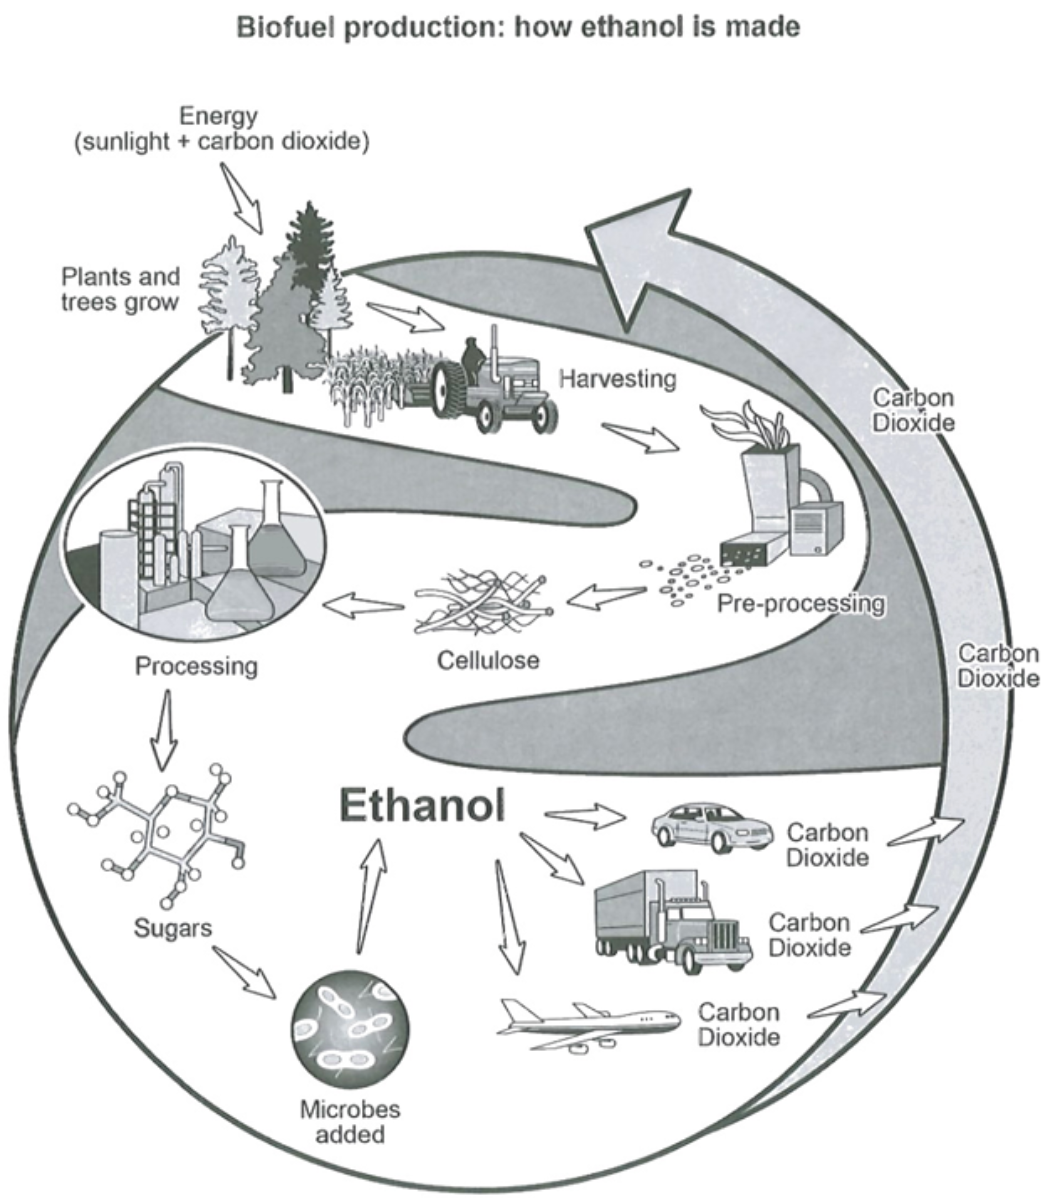 Biofuel production: how ethanol is made
Energy
(sunlight + carbon dioxide)
Plants and
trees grow
Harvesting
Carbon
Dioxide
Pre-processing
Cellulose
Processing
Carbon
Dioxide
Sugars
Microbes
added
Ethanol
Carbon
Dioxide
Carbon
Dioxide
Carbon
Dioxide